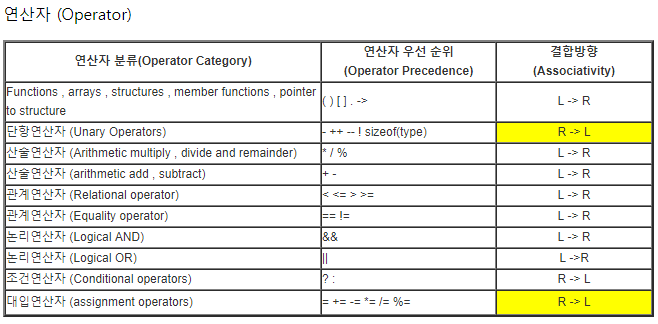 연산자 (Operator)
연산자 분류(Operator Category)
연산자 우선 순위
(Operator Precedence)
결합방향
(Associativity)
Functions , arrays , structures , member functions , pointer
to structure
( ) [ ] . ->
L -> R
단항연산자 (Unary Operators)
- ++ -- ! sizeof(type)
R -> L
산술연산자 (Arithmetic multiply , divide and remainder)
* / %
L -> R
산술연산자 (arithmetic add , subtract)
+ -
L -> R
관계연산자 (Relational operator)
< <= > >=
L -> R
관계연산자 (Equality operator)
== !=
L -> R
논리연산자 (Logical AND)
&&
L -> R
논리연산자 (Logical OR)
||
L ->R
조건연산자 (Conditional operators)
? :
R -> L
대입연산자 (assignment operators)
= += -= *= /= %=
R -> L